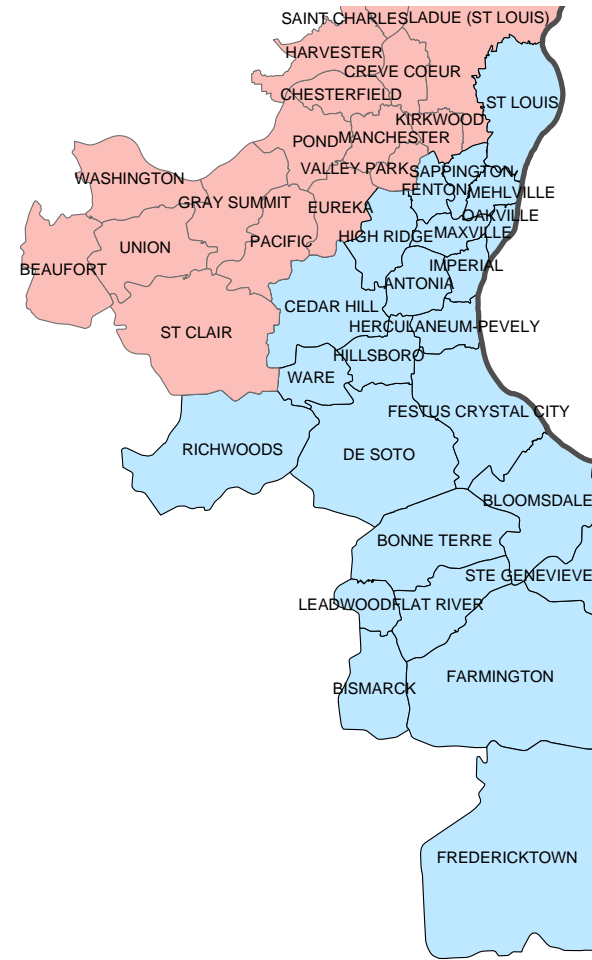 SAINT CHARLES
LADUE (ST LOUIS)
HARVESTER
CREVE COEUR
CHESTERFIELD
ST LOUIS
KIRKWOOD
POND
MANCHESTER
VALLEY PARK
SAPPINGTON
WASHINGTON
FENTON
MEHLVILLE
GRAY SUMMIT
EUREKA
OAKVILLE
UNION
PACIFIC
HIGH RIDGE
MAXVILLE
BEAUFORT
IMPERIAL
ANTONIA
CEDAR HILL
ST CLAIR
HERCULANEUM-PEVELY
HILLSBORO
WARE
FESTUS CRYSTAL CITY
RICHWOODS
DE SOTO
BLOOMSDALE
BONNE TERRE
STE GENEVIEVE
LEADWOOD
FLAT RIVER
FARMINGTON
BISMARCK
FREDERICKTOWN